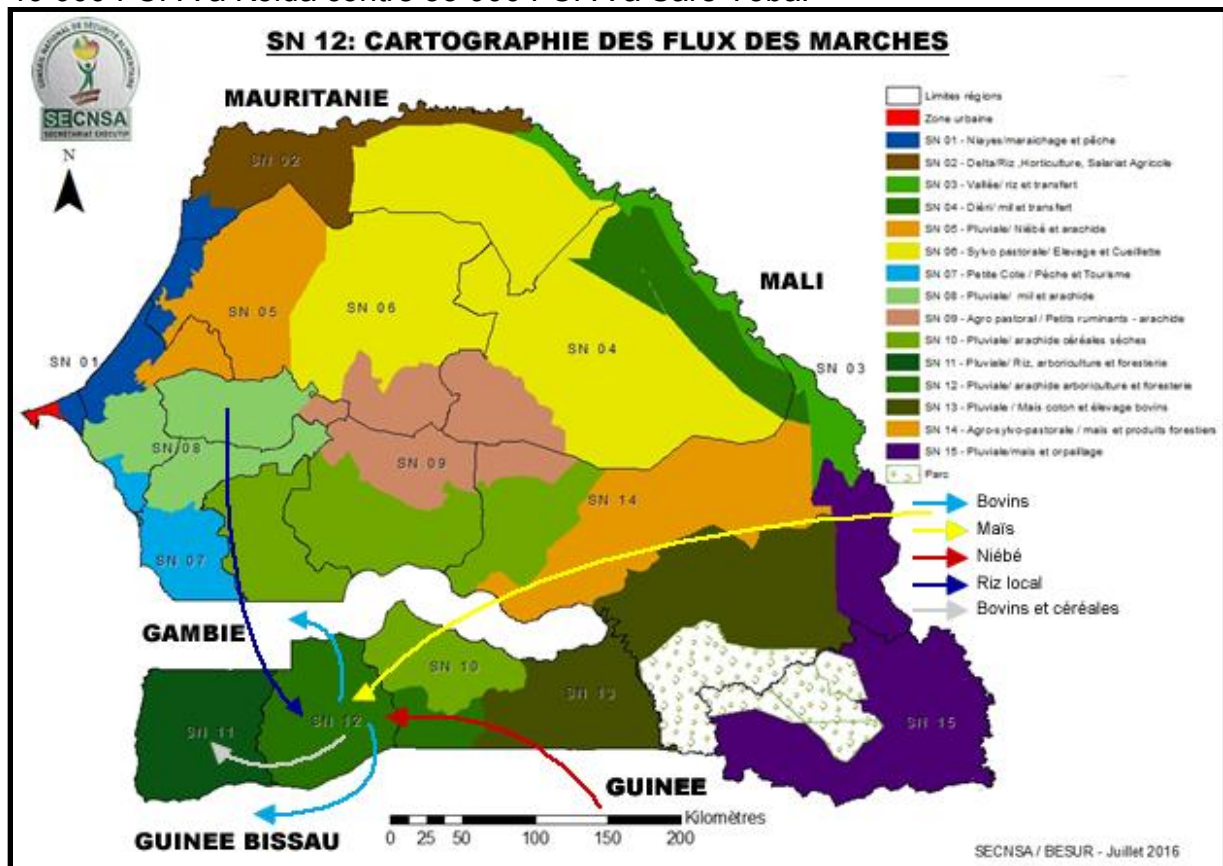 SN 12: CARTOGRAPHIE DES FLUX DES MARCHES
CONSEIL NATIONAL DE SECURITE ALIMENTAIRE
SECNSA
SECRETARIAT EXECUTIF
N
MAURITANIE
MALI
GAMBIE
GUINEE
GUINEE BISSAU
SN 02
SN 05
SN 06
SN 04
SN 03
SN 01
SN 08
SN 09
SN 14
SN 07
SN 10
SN 13
SN 11
SN 12
SN 15
Limites régions
Zone urbaine
SN 01 - Niayes/maraichage et pêche
SN 02 - Delta/Riz ,Horticulture, Salariat Agricole
SN 03 - Vallée/ riz et transfert
SN 04 - Diéri/ mil et transfert
SN 05 - Pluviale/ Niébé et arachide
SN 06 - Sylvo pastorale/ Elevage et Cueillette
SN 07 - Petite Cote / Pêche et Tourisme
SN 08 - Pluviale/ mil et arachide
SN 09 - Agro pastoral / Petits ruminants - arachide
SN 10 - Pluviale/ arachide céréales séches
SN 11 - Pluviale/ Riz, arboriculture et foresterie
SN 12 - Pluviale/ arachide arboriculture et foresterie
SN 13 - Pluviale / Mais coton et élevage bovins
SN 14 - Agro-sylvo-pastorale / mais et produits forestiers
SN 15 - Pluviale/mais et orpaillage
Parc
Bovins
Maïs
Niébé
Riz local
Bovins et céréales
Kilomètres
0 25 50 100 150 200
SECNSA / BESUR - Juillet 2016